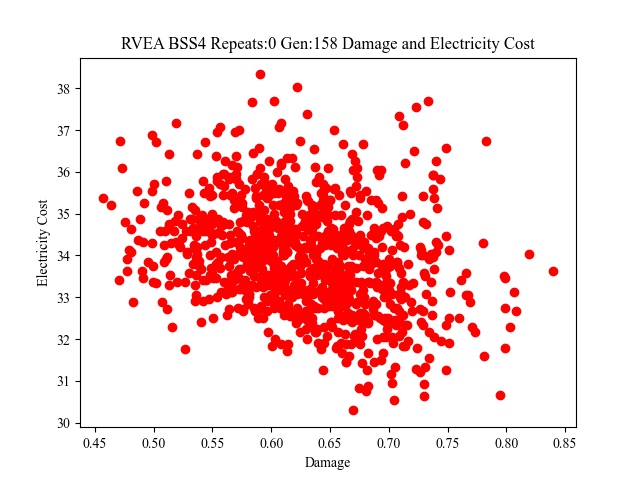 RVEA BSS4 Repeats:0 Gen:158 Damage and Electricity Cost
38
37
36
35
34
33
32
31
30
Electricity Cost
0.45 0.50 0.55 0.60 0.65 0.70 0.75 0.80 0.85
Damage